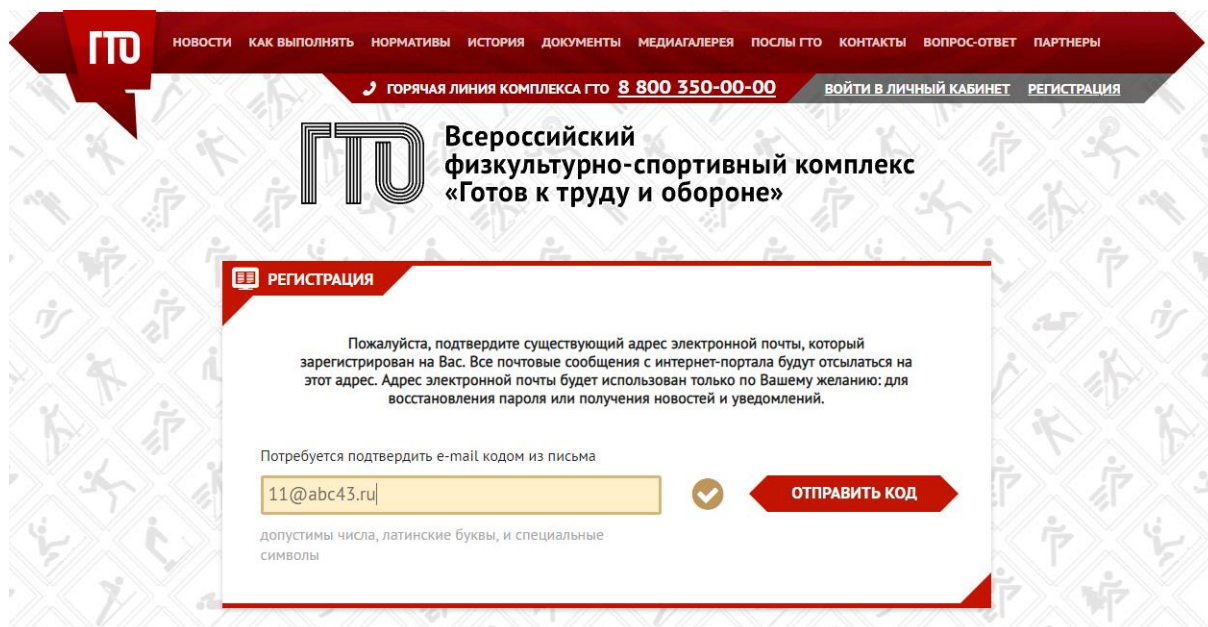 ГТО
НОВОСТИ КАК ВЫПОЛНЯТЬ НОРМАТИВЫ ИСТОРИЯ ДОКУМЕНТЫ МЕДИАГАЛЕРЕЯ ПОСЛЫ ГТО КОНТАКТЫ ВОПРОС-ОТВЕТ ПАРТНЕРЫ
ГОРЯЧАЯ ЛИНИЯ КОМПЛЕКСА ГТО 8 800 350-00-00 ВОЙТИ В ЛИЧНЫЙ КАБИНЕТ РЕГИСТРАЦИЯ
ГТО
Всероссийский
физкультурно-спортивный комплекс
«Готов к труду и обороне»
РЕГИСТРАЦИЯ
Пожалуйста, подтвердите существующий адрес электронной почты, который
зарегистрирован на Вас. Все почтовые сообщения с интернет-портала будут отсылаться на
этот адрес. Адрес электронной почты будет использован только по Вашему желанию: для
восстановления пароля или получения новостей и уведомлений.
Потребуется подтвердить e-mail кодом из письма
11@abc43.ru
ОТПРАВИТЬ КОД
допустимы числа, латинские буквы, и специальные
символы